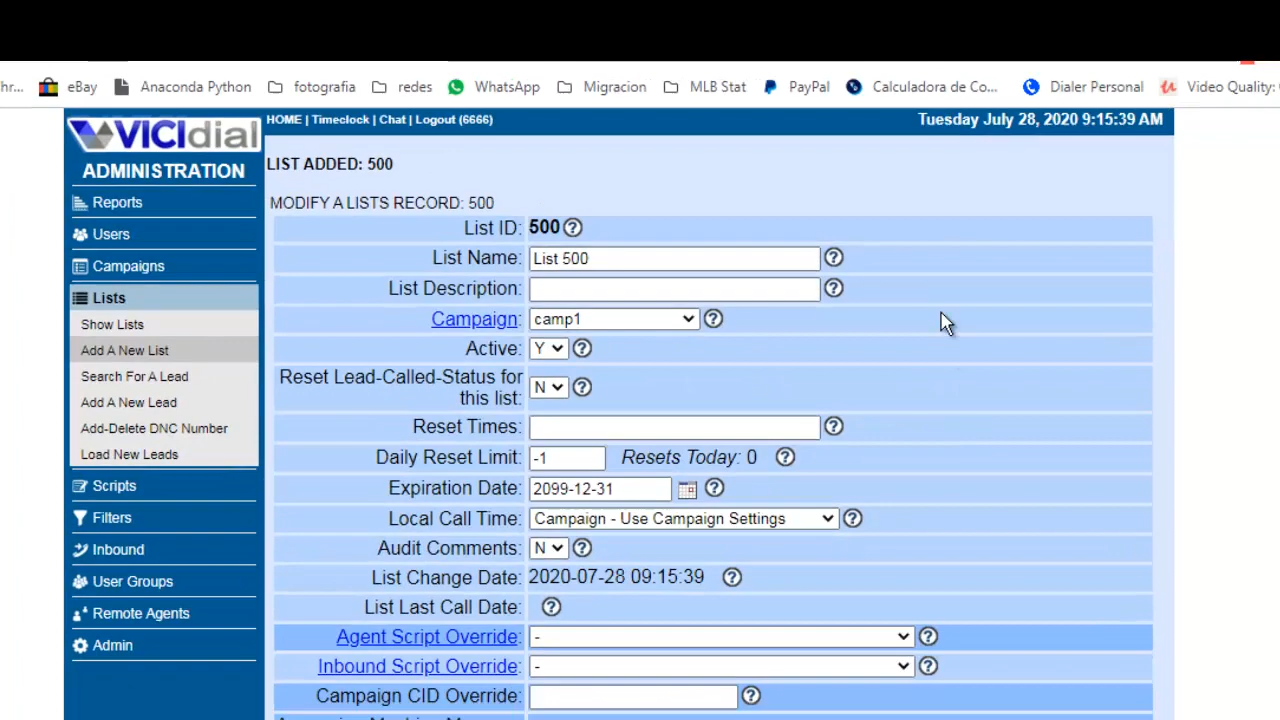 hr... eBay Anaconda Python fotografia redes WhatsApp Migracion MLB Stat PayPal Calculadora de Co... Dialer Personal Video Quality:
VICIdial
HOME | Timeclock | Chat | Logout (6666) Tuesday July 28, 2020 9:15:39 AM
ADMINISTRATION
Reports
Users
Campaigns
Lists
Show Lists
Add A New List
Search For A Lead
Add A New Lead
Add-Delete DNC Number
Load New Leads
Scripts
Filters
Inbound
User Groups
Remote Agents
Admin
LIST ADDED: 500
MODIFY A LISTS RECORD: 500
List ID: 500
List Name: List 500
List Description:
Campaign: camp1
Active: Y
Reset Lead-Called-Status for
this list: N
Reset Times:
Daily Reset Limit: -1 Resets Today: 0
Expiration Date: 2099-12-31
Local Call Time: Campaign - Use Campaign Settings
Audit Comments: N
List Change Date: 2020-07-28 09:15:39
List Last Call Date:
Agent Script Override: -
Inbound Script Override: -
Campaign CID Override: